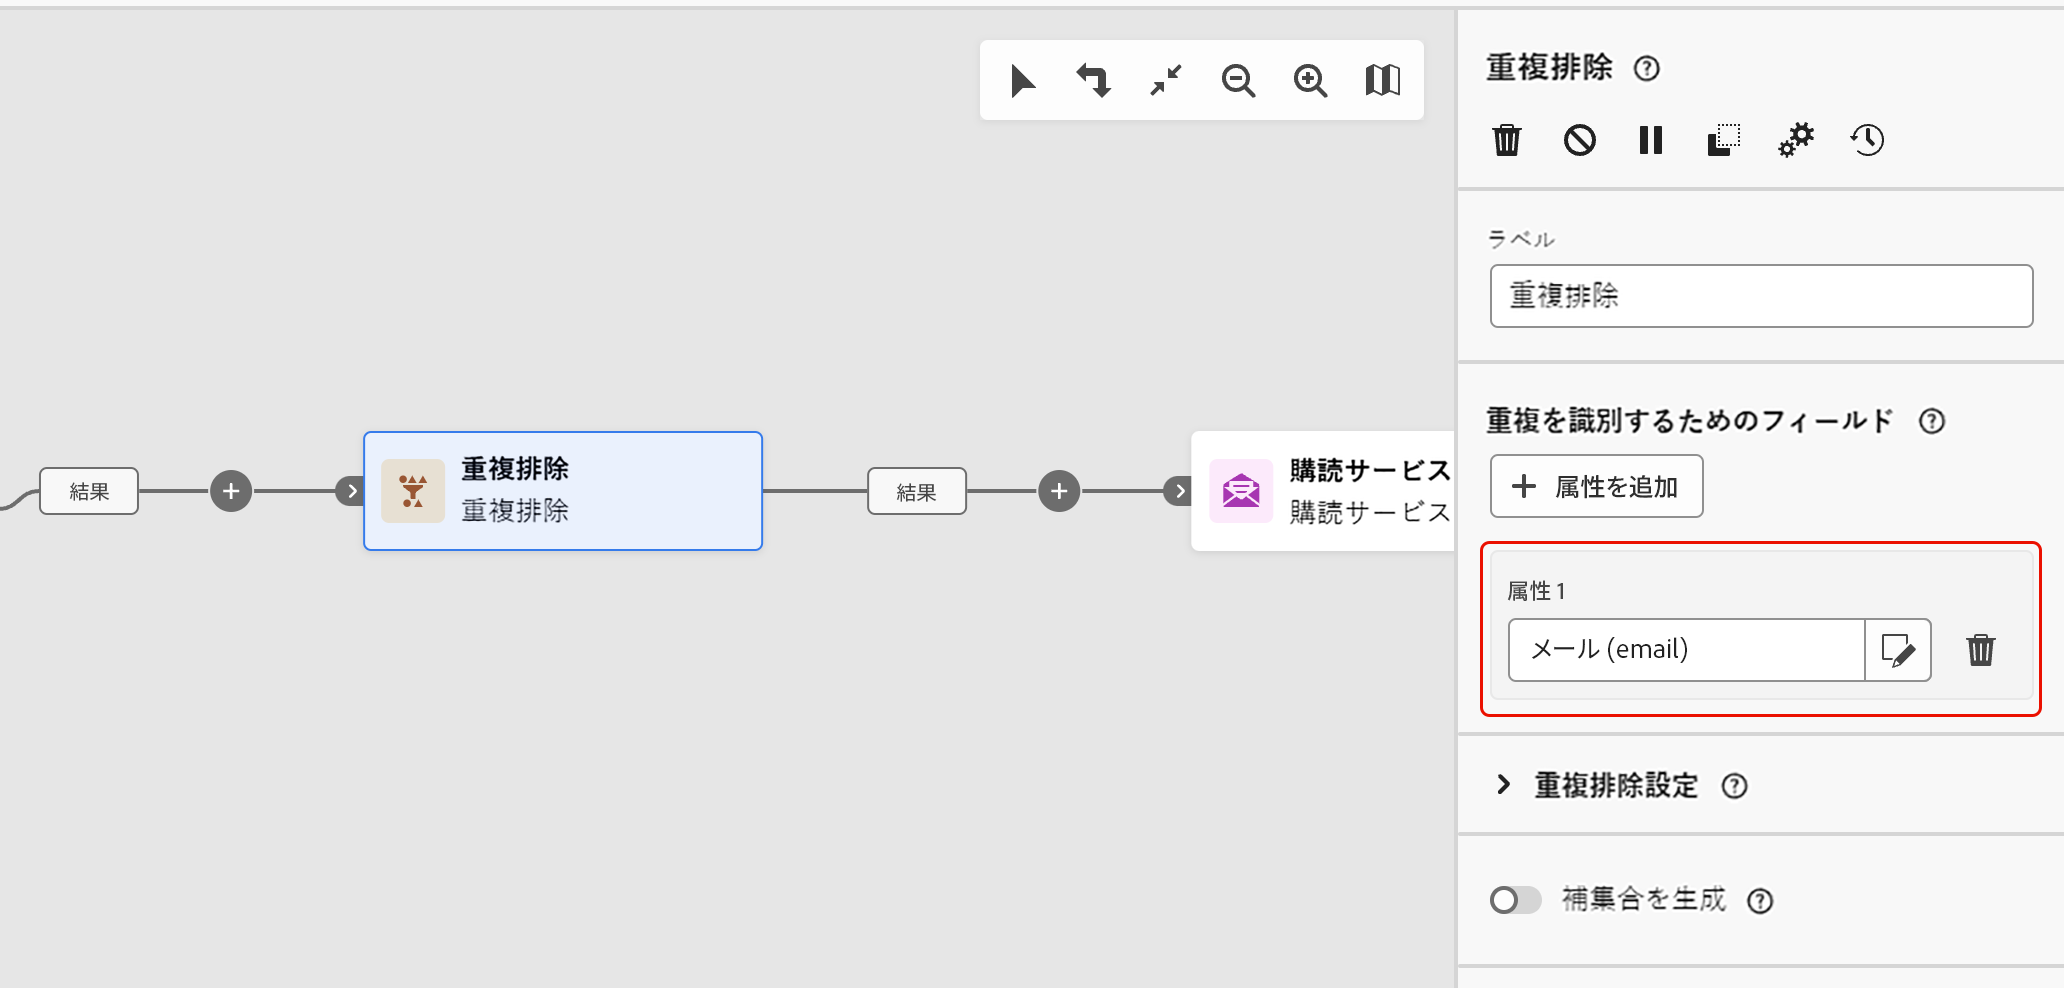 結果
重複排除
重複排除
結果
購読サービス
購読サービス
重複排除
ラベル
重複排除
重複を識別するためのフィールド
属性を追加
属性 1
メール (email)
重複排除設定
補集合を生成